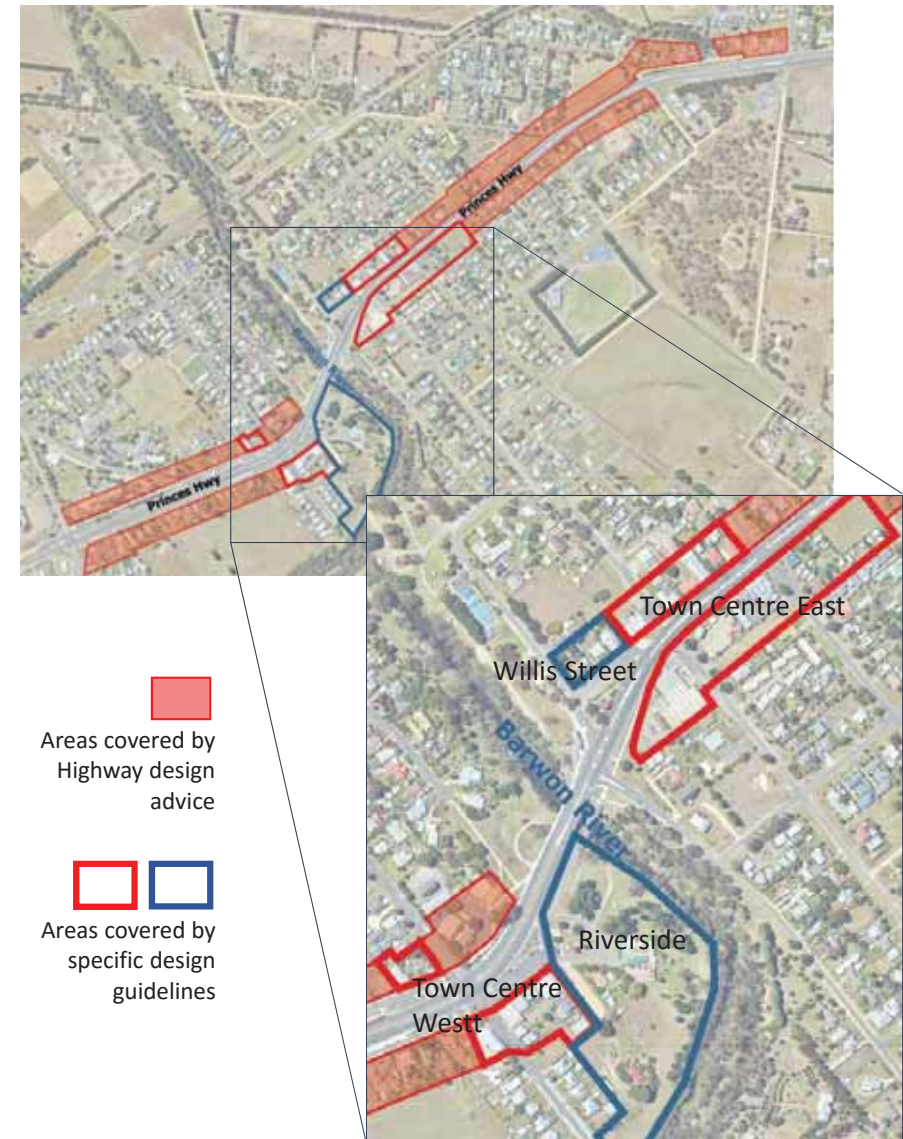 Princes Hwy
Princes Hwy
Town Centre East
Willis Street
Barwon River
Riverside
Town Centre
Westt
Areas covered by
Highway design
advice
Areas covered by
specific design
guidelines